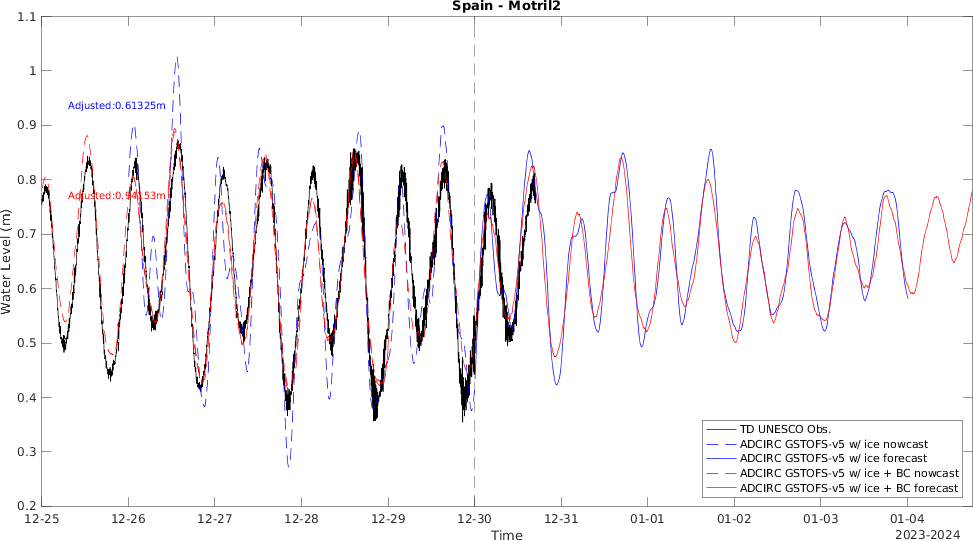 Spain - Motril2
1.1
1
0.9
0.8
0.7
0.6
0.5
0.4
0.3
0.2
Water Level (m)
Adjusted:0.61325m
Adjusted:0.94153m
TD UNESCO Obs.
ADCIRC GSTOFS-v5 w/ ice nowcast
ADCIRC GSTOFS-v5 w/ ice forecast
ADCIRC GSTOFS-v5 w/ ice + BC nowcast
ADCIRC GSTOFS-v5 w/ ice + BC forecast
12-25 12-26 12-27 12-28 12-29 12-30 12-31 01-01 01-02 01-03 01-04
Time
2023-2024